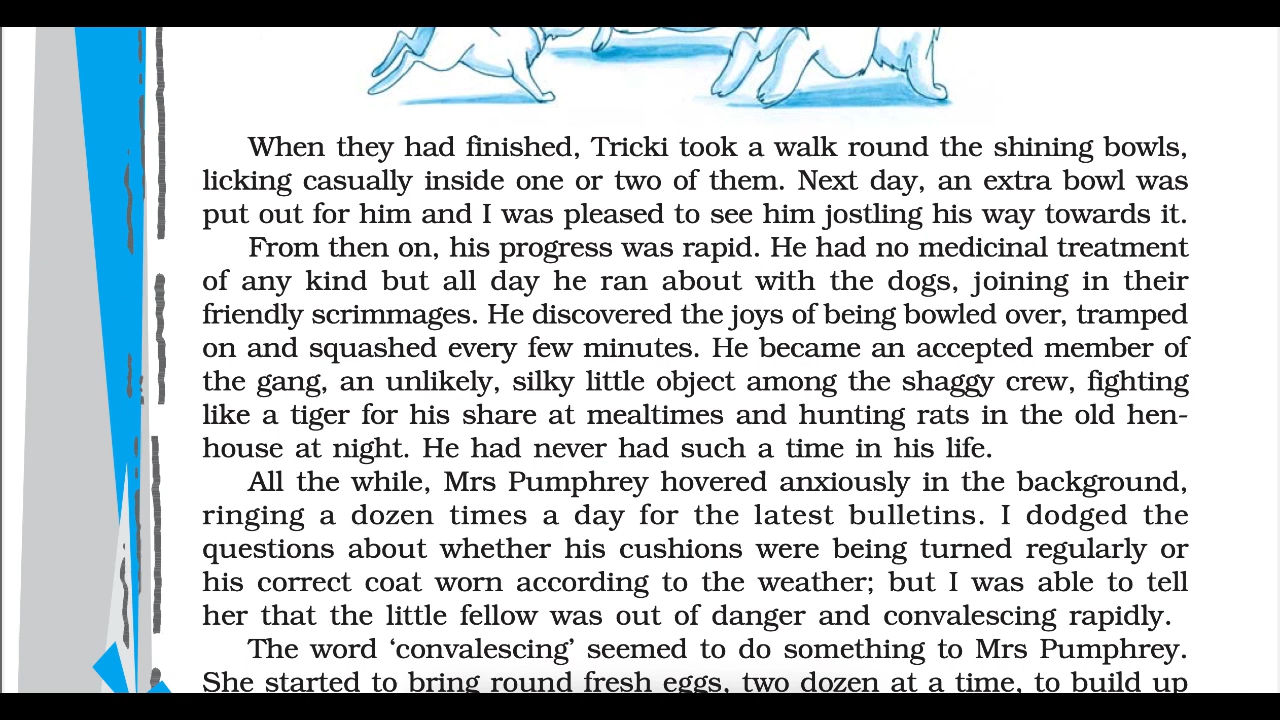 When they had finished, Tricki took a walk round the shining bowls,
licking casually inside one or two of them. Next day, an extra bowl was
put out for him and I was pleased to see him jostling his way towards it.
From then on, his progress was rapid. He had no medicinal treatment
of any kind but all day he ran about with the dogs, joining in their
friendly scrimmages. He discovered the joys of being bowled over, tramped
on and squashed every few minutes. He became an accepted member of
the gang, an unlikely, silky little object among the shaggy crew, fighting
like a tiger for his share at mealtimes and hunting rats in the old hen-
house at night. He had never had such a time in his life.
All the while, Mrs Pumphrey hovered anxiously in the background,
ringing a dozen times a day for the latest bulletins. I dodged the
questions about whether his cushions were being turned regularly or
his correct coat worn according to the weather; but I was able to tell
her that the little fellow was out of danger and convalescing rapidly.
The word ‘convalescing’ seemed to do something to Mrs Pumphrey.
She started to bring round fresh eggs, two dozen at a time, to build up